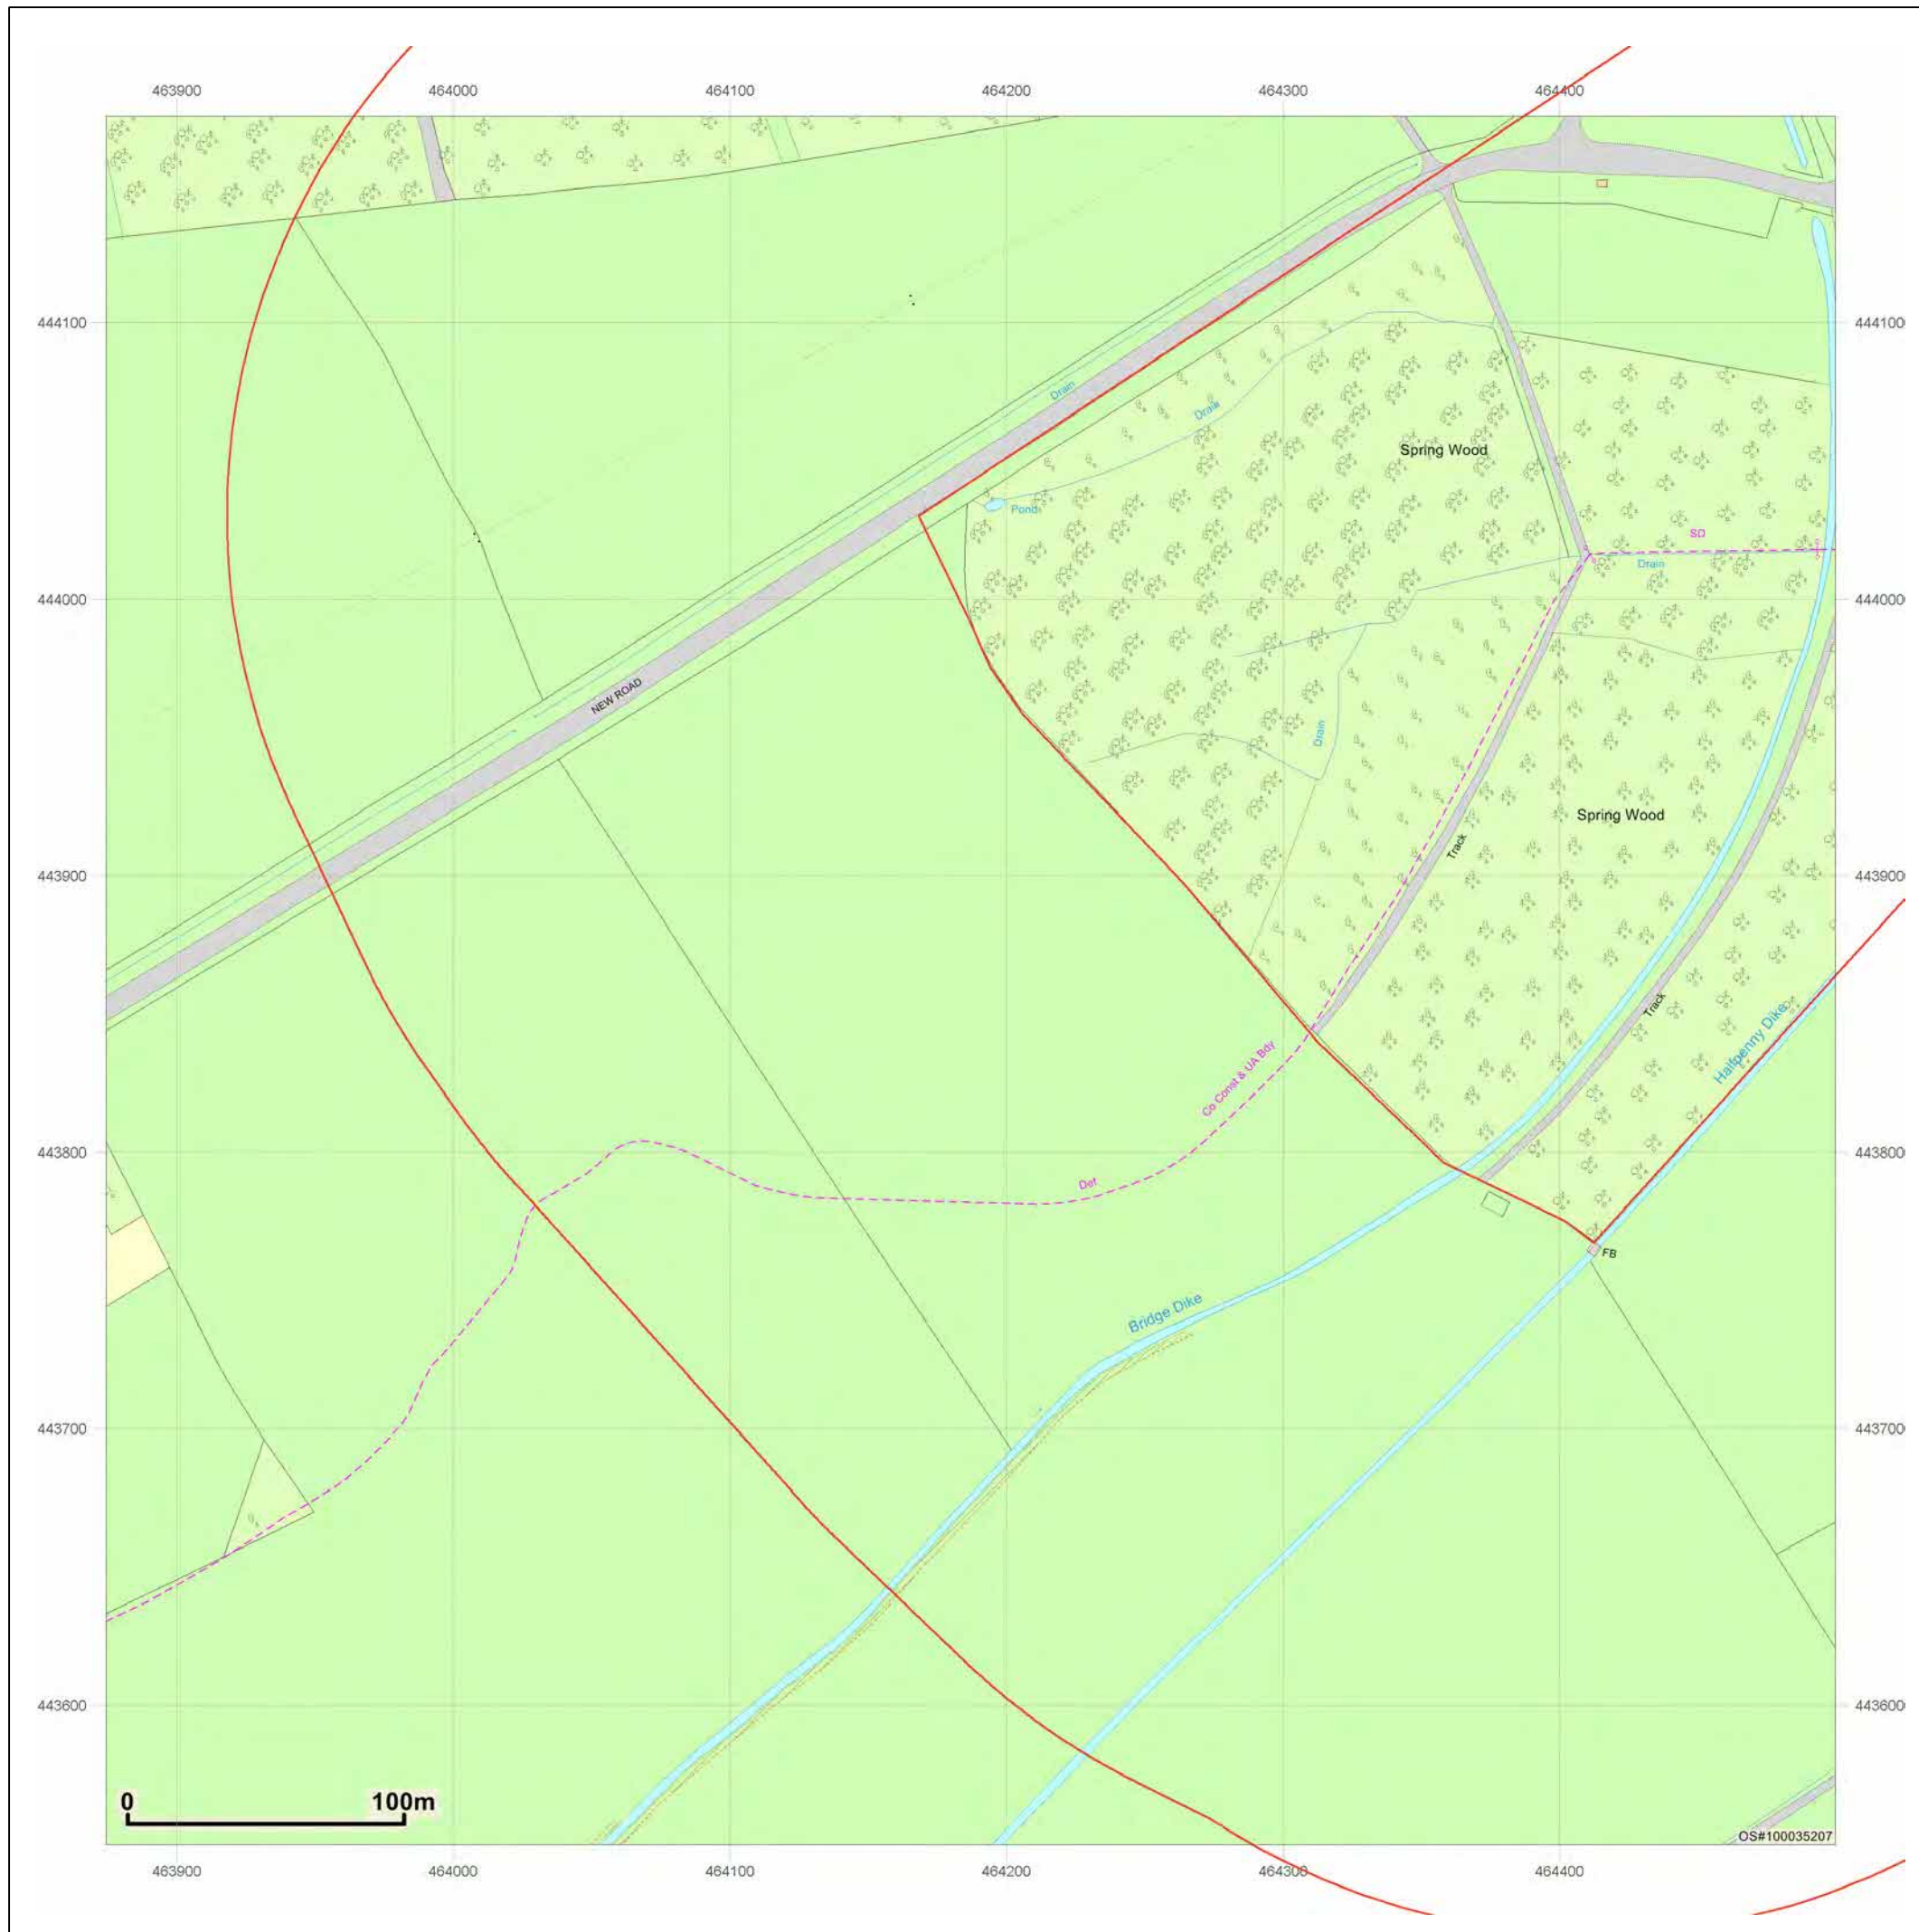 463900 464000 464100 464200 464300 464400
444100 444100
Drain
Drain
Spring Wood
Pond
SD
Drain
444000 444000
NEW ROAD
Drain
Spring Wood
Track
443900 443900
Track
Halfpenny Dike
Co Const & UA Bdy
443800 443800
Def
FB
Bridge Dike
443700 443700
443600 443600
0 100m
OS#100035207
463900 464000 464100 464200 464300 464400